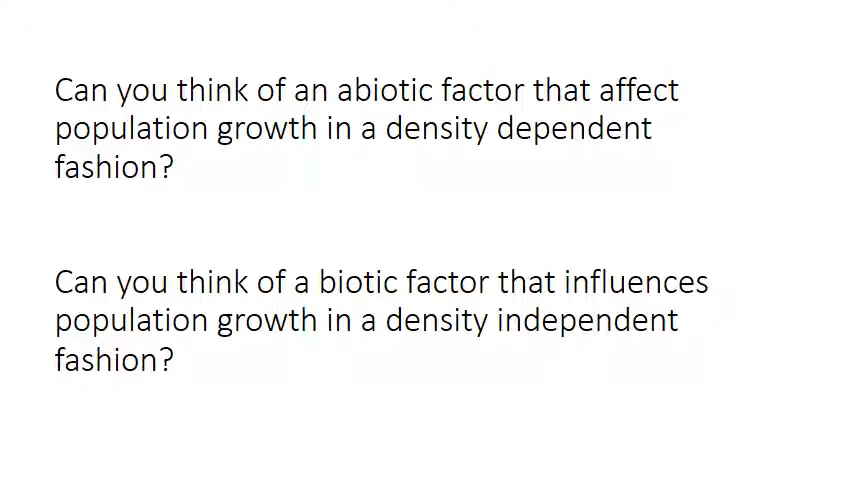 Can you think of an abiotic factor that affect
population growth in a density dependent
fashion?
Can you think of a biotic factor that influences
population growth in a density independent
fashion?